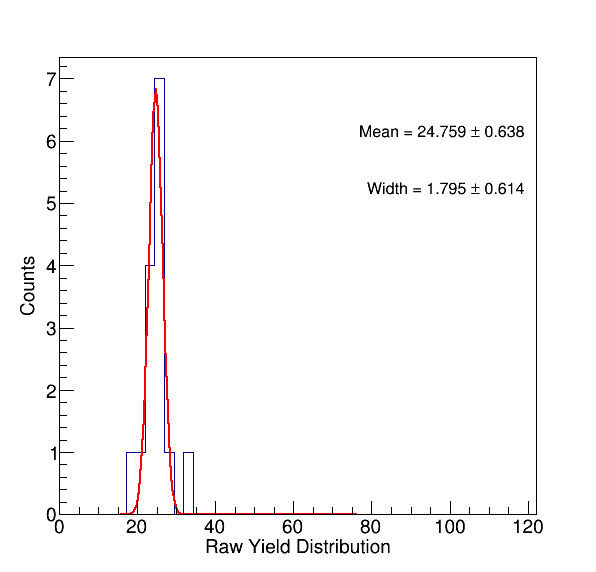 Mean = 24.759 ± 0.638
Width = 1.795 ± 0.614
Counts
7
6
5
4
3
2
1
0
0 20 40 60 80 100 120
Raw Yield Distribution